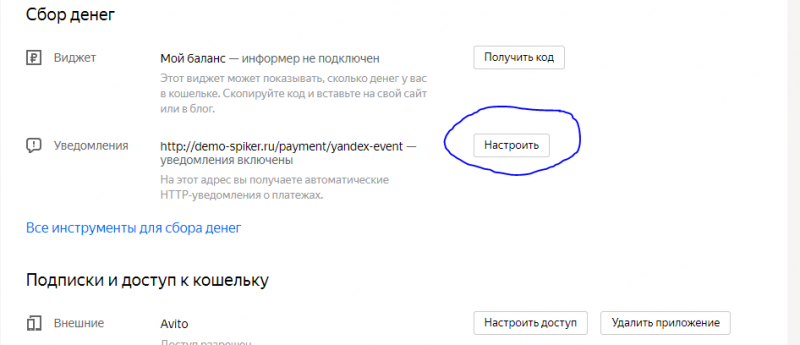 Сбор денег
Виджет
Мой баланс — информер не подключен
Получить код
Этот виджет может показывать, сколько денег у вас
в кошельке. Скопируйте код и вставьте на свой сайт
или в блог.
Уведомления
http://demo-spiker.ru/payment/yandex-event —
уведомления включены
Настроить
На этот адрес вы получаете автоматические
HTTP-уведомления о платежах.
Все инструменты для сбора денег
Подписки и доступ к кошельку
Внешние
Avito
Настроить доступ
Удалить приложение
Доступ разрешен